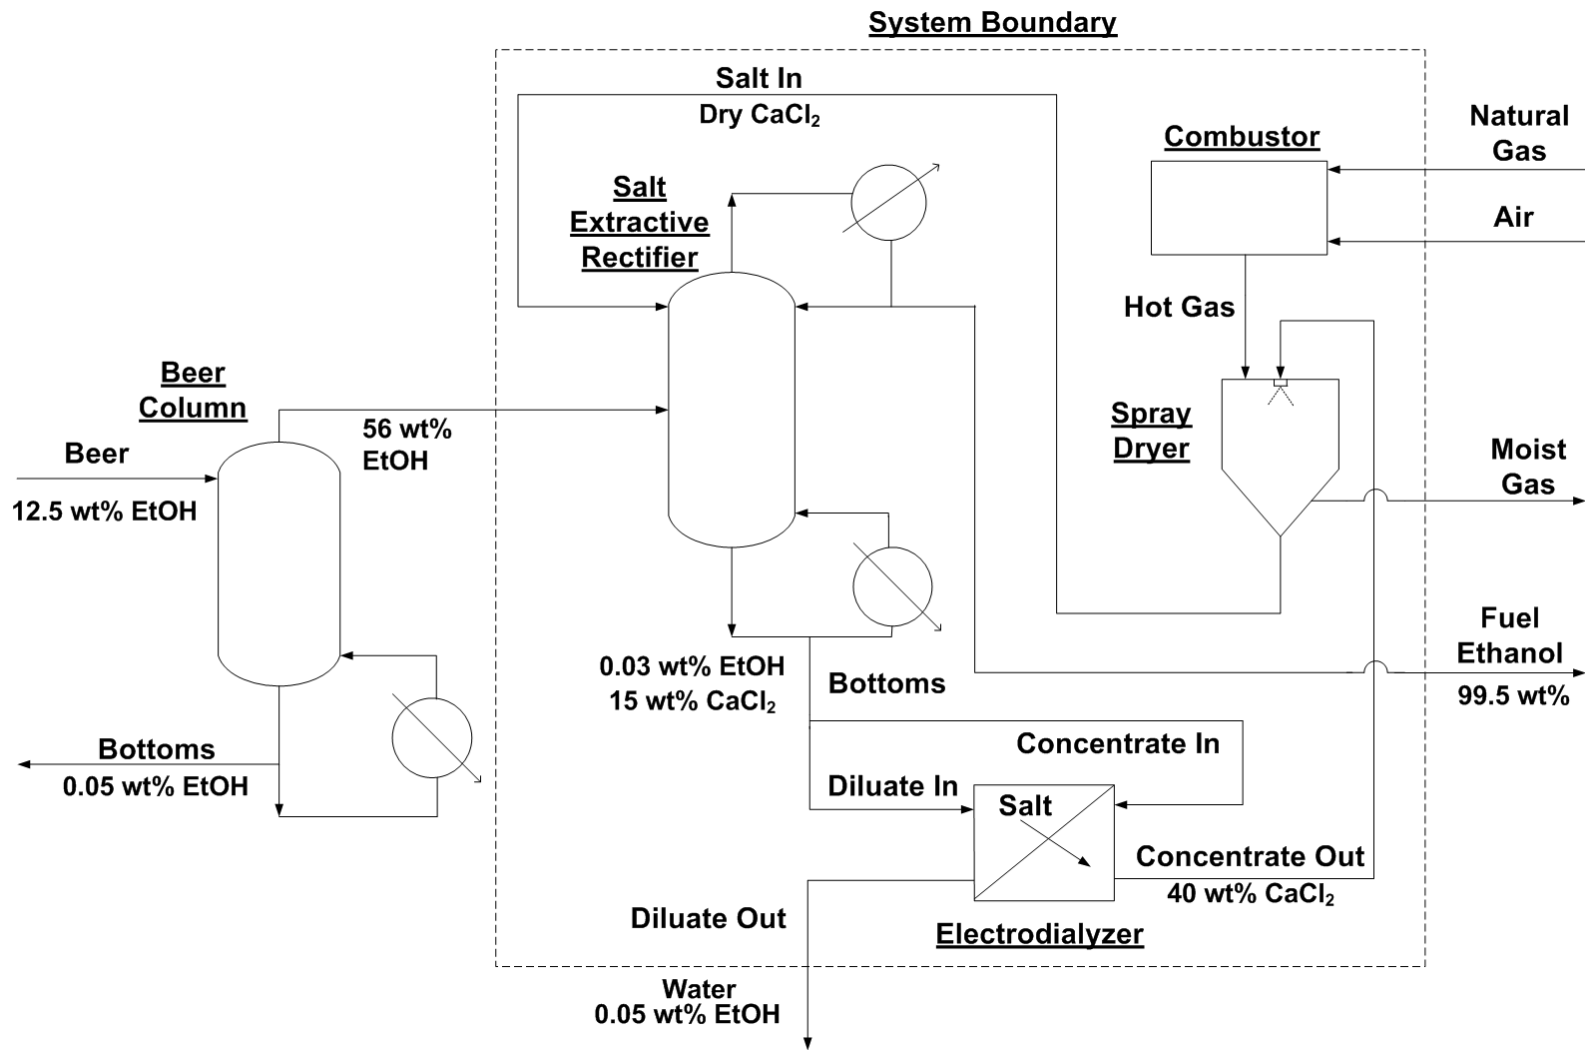 System Boundary
Salt In
Dry CaCl₂
Natural
Gas
Combustor
Air
Salt
Extractive
Rectifier
Hot Gas
Beer
Column
56 wt%
EtOH
Beer
12.5 wt% EtOH
Spray
Dryer
Moist
Gas
Fuel
Ethanol
99.5 wt%
0.03 wt% EtOH
15 wt% CaCl₂
Bottoms
Bottoms
0.05 wt% EtOH
Concentrate In
Diluate In
Salt
Concentrate Out
40 wt% CaCl₂
Diluate Out
Electrodialyzer
Water
0.05 wt% EtOH